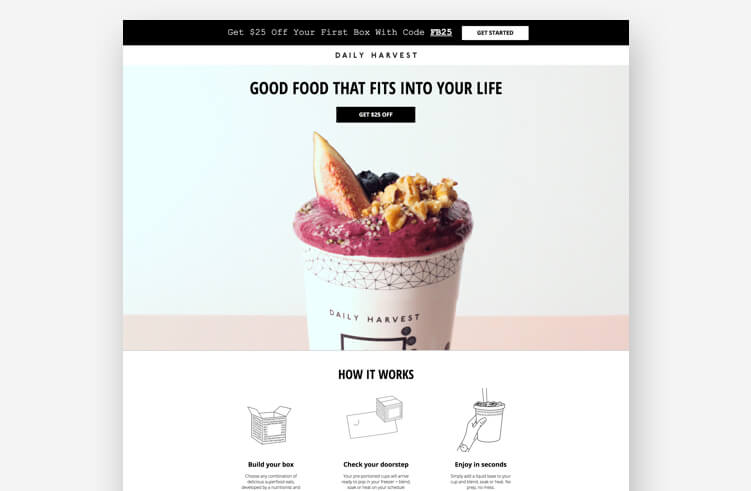 Get $25 Off Your First Box With Code FB25
GET STARTED
DAILY HARVEST
GOOD FOOD THAT FITS INTO YOUR LIFE
GET $25 OFF
DAILY HARVEST
HOW IT WORKS
Build your box
Choose any combination of
delicious superfood eats,
developed by a nutritionist and
Check your doorstep
Your pre-portioned cups will arrive
ready to pop in your freezer – blend,
soak or heat on your schedule
Enjoy in seconds
Simply add a liquid base to your
cup and blend, soak or heat. No
prep, no mess.